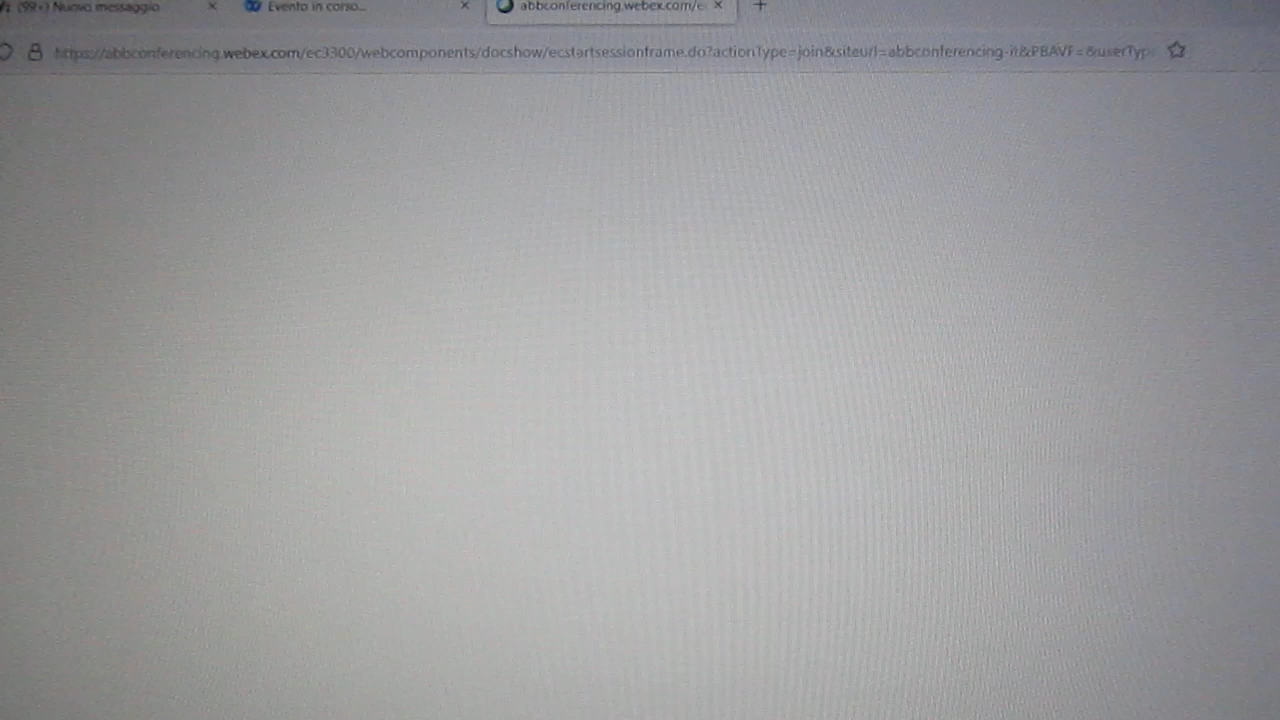 (99+) Nuovo messaggio
Evento in corso...
abbconferencing.webex.com/e
https://abbconferencing.webex.com/ec3300/webcomponents/docshow/ecstartsessionframe.do?actionType=join&siteurl=abbconferencing-it&PBAVF=&userType